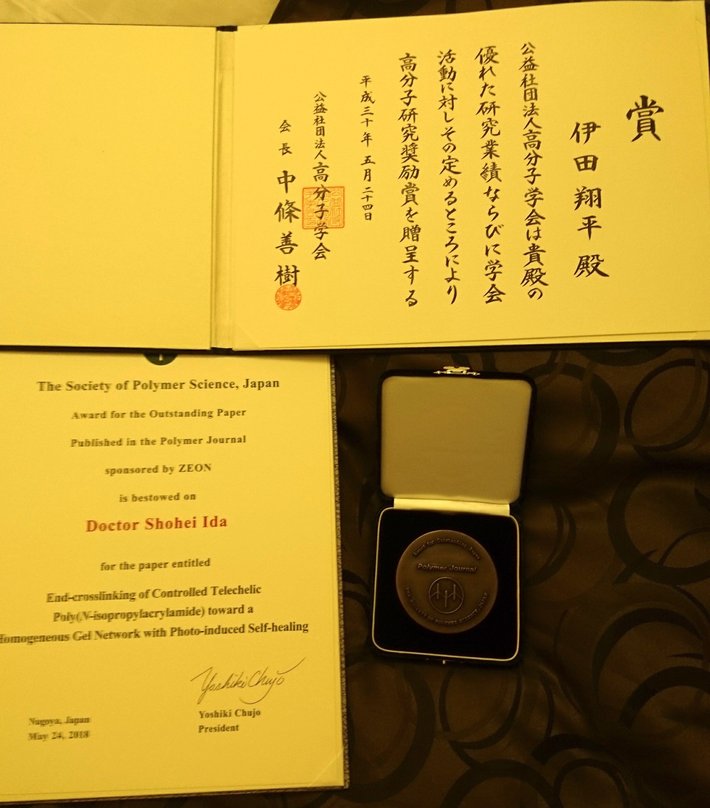 賞
伊田翔平殿
公益社団法人高分子学会は貴殿の
優れた研究業績ならびに学会
活動に対しその定めるところにより
高分子研究奨励賞を贈呈する
平成三十年五月二十四日
公益社団法人高分子学会
会長 中條善樹
The Society of Polymer Science, Japan
Award for the Outstanding Paper
Published in the Polymer Journal
sponsored by ZEON
is bestowed on
Doctor Shohei Ida
for the paper entitled
End-crosslinking of Controlled Telechelic
Poly(N-isopropylacrylamide) toward a
Homogeneous Gel Network with Photo-induced Self-healing
Yoshiki Chujo
Yoshiki Chujo
President
Nagoya, Japan
May 24, 2018
Polymer Journal